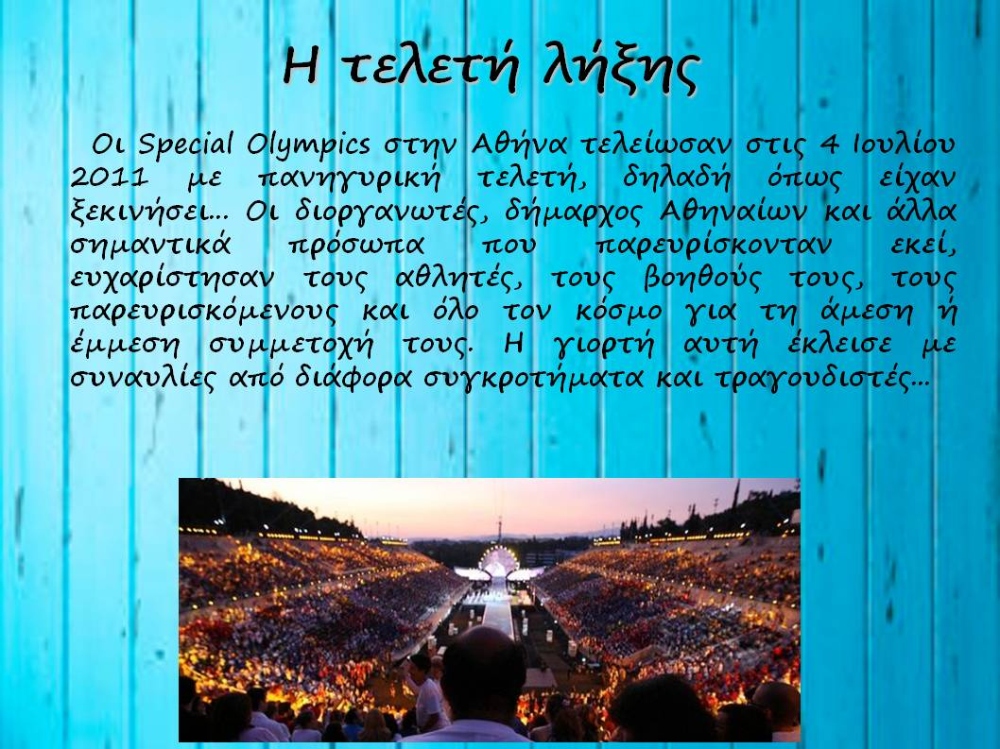 Η τελετή λήξης
Οι Special Olympics στην Αθήνα τελείωσαν στις 4 Ιουλίου
2011 με πανηγυρική τελετή, δηλαδή όπως είχαν
ξεκινήσει... Οι διοργανωτές, δήμαρχος Αθηναίων και άλλα
σημαντικά πρόσωπα που παρευρίσκονταν εκεί,
ευχαρίστησαν τους αθλητές, τους βοηθούς τους, τους
παρευρισκόμενους και όλο τον κόσμο για τη άμεση ή
έμμεση συμμετοχή τους. Η γιορτή αυτή έκλεισε με
συναυλίες από διάφορα συγκροτήματα και τραγουδιστές...